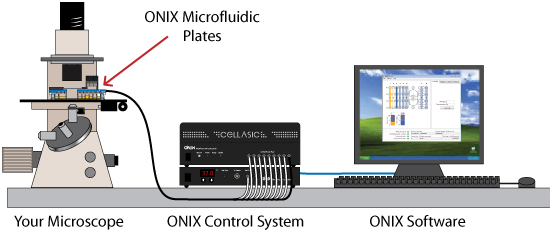 ONIX Microfluidic
Plates
CELLASIC
ONIX
Your Microscope
ONIX Control System
ONIX Software